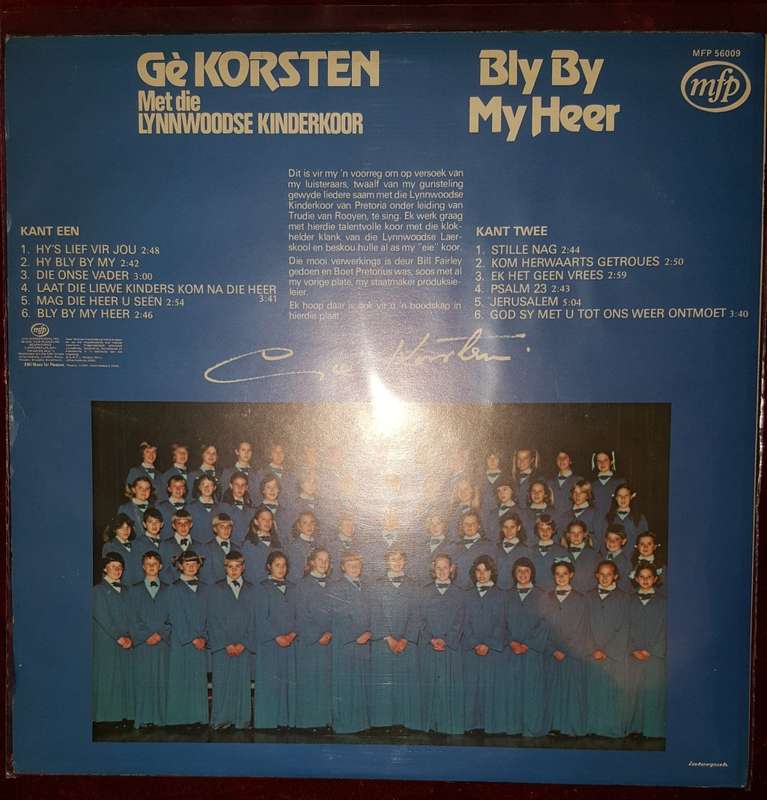 Gè KORSTEN
Met die
LYNNWOODSE KINDERKOOR
Bly By
My Heer
MFP 56009
mfp
Dit is vir my 'n voorreg om op versoek van
my luisteraars, twaalf van my gunsteling
gewyde liedere saam met die Lynnwoodse
Kinderkoor van Pretoria onder leiding van
Trudie van Rooyen, te sing. Ek werk graag
met hierdie talentvolle koor met die klok-
helder klank van die Lynnwoodse Laer-
skool en beskou hulle al as my "eie" koor.
Die mooi verwerkings is deur Bill Fairley
gedoen en Boet Pretorius was, soos met al
my vorige plate, my staatmaker produksie-
leier.
Ek hoop daar is ook vir u 'n boodskap in
hierdie plaat.
KANT EEN
1. HY'S LIEF VIR JOU 2:48
2. HY BLY BY MY 2:42
3. DIE ONSE VADER 3:00
4. LAAT DIE LIEWE KINDERS KOM NA DIE HEER
3:41
5. MAG DIE HEER U SEËN 2:54
6. BLY BY MY HEER 2:46
KANT TWEE
1. STILLE NAG 2:44
2. KOM HERWAARTS GETROUES 2:50
3. EK HET GEEN VREES 2:59
4. PSALM 23 2:43
5. JERUSALEM 5:04
6. GOD SY MET U TOT ONS WEER ONTMOET 3:40
mfp
Gé Korsten